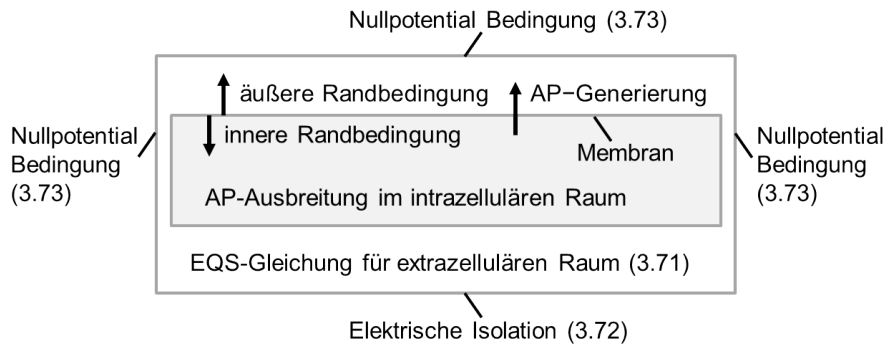 Nullpotential Bedingung (3.73)
äußere Randbedingung
AP−Generierung
Nullpotential
Bedingung
(3.73)
innere Randbedingung
Membran
Nullpotential
Bedingung
(3.73)
AP-Ausbreitung im intrazellulären Raum
EQS-Gleichung für extrazellulären Raum (3.71)
Elektrische Isolation (3.72)